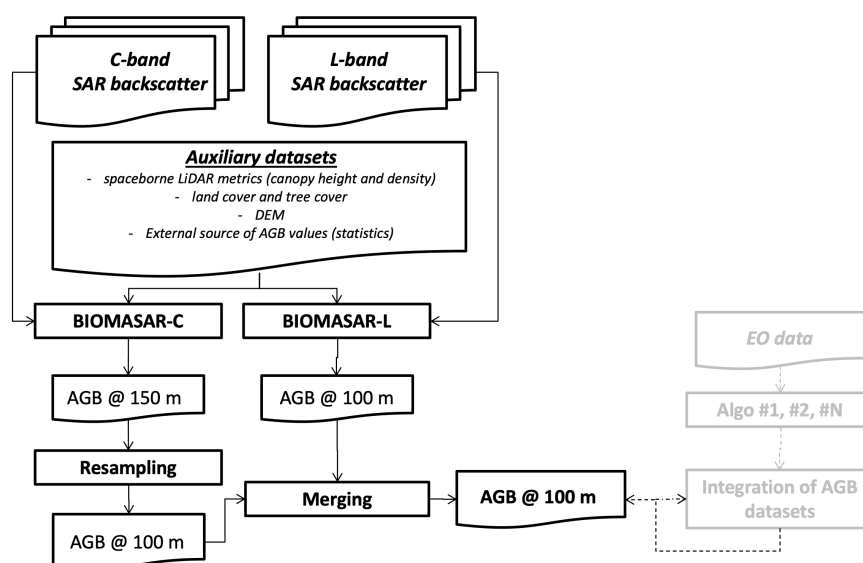 C-band
SAR backscatter
L-band
SAR backscatter
Auxiliary datasets
- spaceborne LiDAR metrics (canopy height and density)
- land cover and tree cover
- DEM
- External source of AGB values (statistics)
BIOMASAR-C
BIOMASAR-L
EO data
AGB @ 150 m
AGB @ 100 m
Algo #1, #2, #N
Resampling
Merging
AGB @ 100 m
Integration of AGB
datasets
AGB @ 100 m